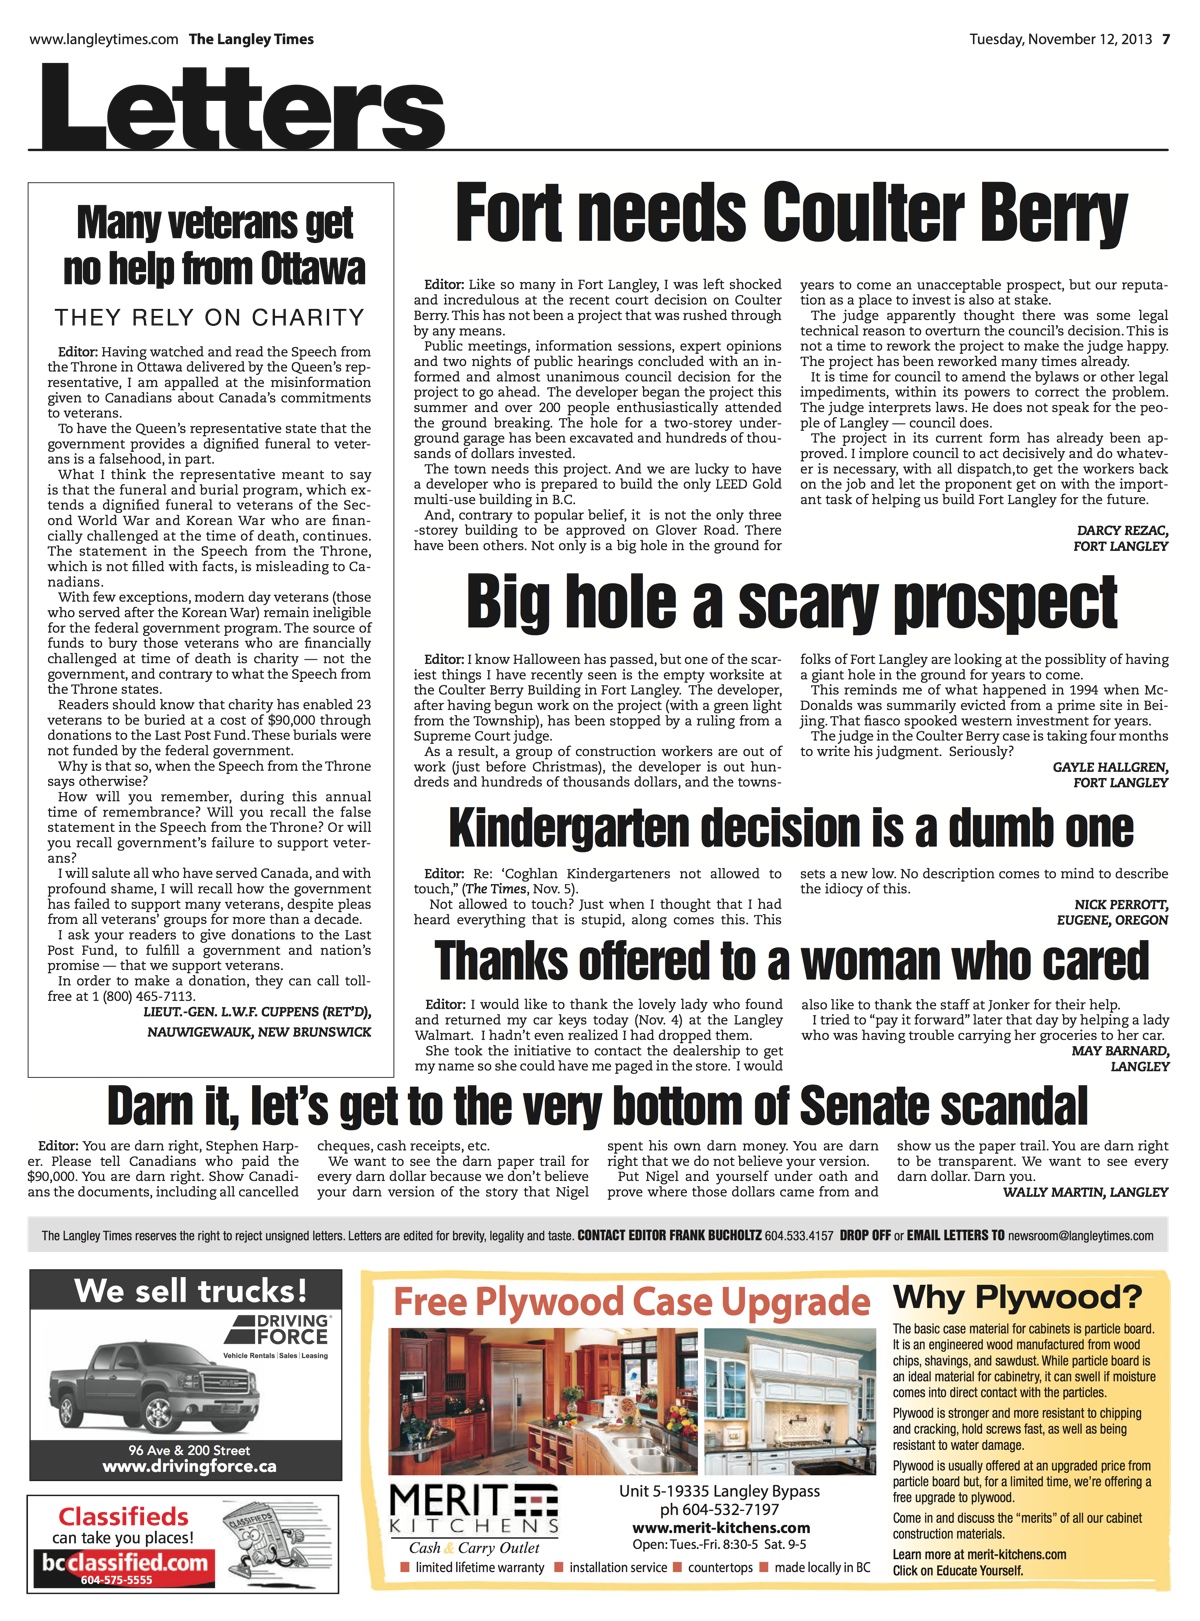 www.langleytimes.com The Langley Times
Tuesday, November 12, 2013 7
Letters
Many veterans get
no help from Ottawa
THEY RELY ON CHARITY
Editor: Having watched and read the Speech from
the Throne in Ottawa delivered by the Queen's rep-
resentative, I am appalled at the misinformation
given to Canadians about Canada's commitments
to veterans.
To have the Queen's representative state that the
government provides a dignified funeral to veter-
ans is a falsehood, in part.
What I think the representative meant to say
is that the funeral and burial program, which ex-
tends a dignified funeral to veterans of the Sec-
ond World War and Korean War who are finan-
cially challenged at the time of death, continues.
The statement in the Speech from the Throne,
which is not filled with facts, is misleading to Ca-
nadians.
With few exceptions, modern day veterans (those
who served after the Korean War) remain ineligible
for the federal government program. The source of
funds to bury those veterans who are financially
challenged at time of death is charity — not the
government, and contrary to what the Speech from
the Throne states.
Readers should know that charity has enabled 23
veterans to be buried at a cost of $90,000 through
donations to the Last Post Fund. These burials were
not funded by the federal government.
Why is that so, when the Speech from the Throne
says otherwise?
How will you remember, during this annual
time of remembrance? Will you recall the false
statement in the Speech from the Throne? Or will
you recall government's failure to support veter-
ans?
I will salute all who have served Canada, and with
profound shame, I will recall how the government
has failed to support many veterans, despite pleas
from all veterans' groups for more than a decade.
I ask your readers to give donations to the Last
Post Fund, to fulfill a government and nation's
promise — that we support veterans.
In order to make a donation, they can call toll-
free at 1 (800) 465-7113.
LIEUT.-GEN. L.W.F. CUPPENS (RET'D),
NAUWIGEWAUK, NEW BRUNSWICK
Fort needs Coulter Berry
Editor: Like so many in Fort Langley, I was left shocked
and incredulous at the recent court decision on Coulter
Berry. This has not been a project that was rushed through
by any means.
Public meetings, information sessions, expert opinions
and two nights of public hearings concluded with an in-
formed and almost unanimous council decision for the
project to go ahead. The developer began the project this
summer and over 200 people enthusiastically attended
the ground breaking. The hole for a two-storey under-
ground garage has been excavated and hundreds of thou-
sands of dollars invested.
The town needs this project. And we are lucky to have
a developer who is prepared to build the only LEED Gold
multi-use building in B.C.
And, contrary to popular belief, it is not the only three
-storey building to be approved on Glover Road. There
have been others. Not only is a big hole in the ground for
years to come an unacceptable prospect, but our reputa-
tion as a place to invest is also at stake.
The judge apparently thought there was some legal
technical reason to overturn the council's decision. This is
not a time to rework the project to make the judge happy.
The project has been reworked many times already.
It is time for council to amend the bylaws or other legal
impediments, within its powers to correct the problem.
The judge interprets laws. He does not speak for the peo-
ple of Langley — council does.
The project in its current form has already been ap-
proved. I implore council to act decisively and do whatev-
er is necessary, with all dispatch,to get the workers back
on the job and let the proponent get on with the import-
ant task of helping us build Fort Langley for the future.
DARCY REZAC,
FORT LANGLEY
Big hole a scary prospect
Editor: I know Halloween has passed, but one of the scar-
iest things I have recently seen is the empty worksite at
the Coulter Berry Building in Fort Langley. The developer,
after having begun work on the project (with a green light
from the Township), has been stopped by a ruling from a
Supreme Court judge.
As a result, a group of construction workers are out of
work (just before Christmas), the developer is out hun-
dreds and hundreds of thousands dollars, and the towns-
folks of Fort Langley are looking at the possiblity of having
a giant hole in the ground for years to come.
This reminds me of what happened in 1994 when Mc-
Donalds was summarily evicted from a prime site in Bei-
jing. That fiasco spooked western investment for years.
The judge in the Coulter Berry case is taking four months
to write his judgment. Seriously?
GAYLE HALLGREN,
FORT LANGLEY
Kindergarten decision is a dumb one
Editor: Re: ‘Coghlan Kindergarteners not allowed to
touch,” (The Times, Nov. 5).
Not allowed to touch? Just when I thought that I had
heard everything that is stupid, along comes this. This
sets a new low. No description comes to mind to describe
the idiocy of this.
NICK PERROTT,
EUGENE, OREGON
Thanks offered to a woman who cared
Editor: I would like to thank the lovely lady who found
and returned my car keys today (Nov. 4) at the Langley
Walmart. I hadn't even realized I had dropped them.
She took the initiative to contact the dealership to get
my name so she could have me paged in the store. I would
also like to thank the staff at Jonker for their help.
I tried to “pay it forward” later that day by helping a lady
who was having trouble carrying her groceries to her car.
MAY BARNARD,
LANGLEY
Darn it, let's get to the very bottom of Senate scandal
Editor: You are darn right, Stephen Harp-
er. Please tell Canadians who paid the
$90,000. You are darn right. Show Canadi-
ans the documents, including all cancelled
cheques, cash receipts, etc.
We want to see the darn paper trail for
every darn dollar because we don't believe
your darn version of the story that Nigel
spent his own darn money. You are darn
right that we do not believe your version.
Put Nigel and yourself under oath and
prove where those dollars came from and
show us the paper trail. You are darn right
to be transparent. We want to see every
darn dollar. Darn you.
WALLY MARTIN, LANGLEY
The Langley Times reserves the right to reject unsigned letters. Letters are edited for brevity, legality and taste. CONTACT EDITOR FRANK BUCHOLTZ 604.533.4157 DROP OFF or EMAIL LETTERS TO newsroom@langleytimes.com
We sell trucks!
DRIVING
FORCE
Vehicle Rentals | Sales | Leasing
96 Ave & 200 Street
www.drivingforce.ca
Classifieds
can take you places!
bcclassified.com
604-575-5555
CLASSIFIEDS
Free Plywood Case Upgrade
MERIT
KITCHENS
Cash & Carry Outlet
Unit 5-19335 Langley Bypass
ph 604-532-7197
www.merit-kitchens.com
Open: Tues.-Fri. 8:30-5 Sat. 9-5
limited lifetime warranty installation service countertops made locally in BC
Why Plywood?
The basic case material for cabinets is particle board.
It is an engineered wood manufactured from wood
chips, shavings, and sawdust. While particle board is
an ideal material for cabinetry, it can swell if moisture
comes into direct contact with the particles.
Plywood is stronger and more resistant to chipping
and cracking, hold screws fast, as well as being
resistant to water damage.
Plywood is usually offered at an upgraded price from
particle board but, for a limited time, we're offering a
free upgrade to plywood.
Come in and discuss the “merits” of all our cabinet
construction materials.
Learn more at merit-kitchens.com
Click on Educate Yourself.